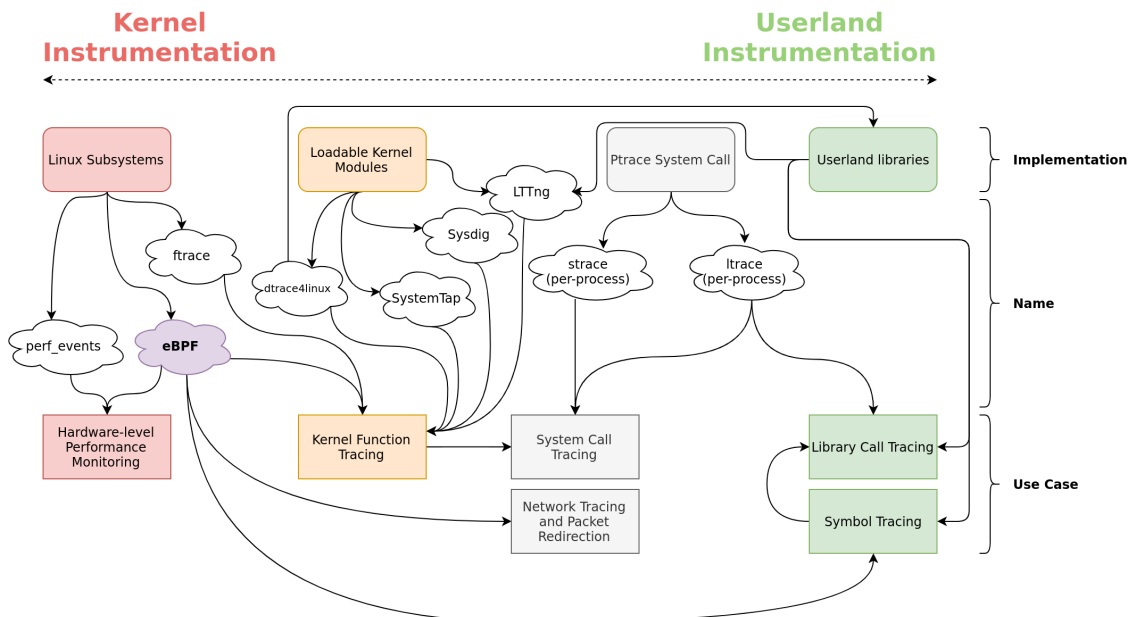 Kernel
Instrumentation
Userland
Instrumentation
Linux Subsystems
Loadable Kernel
Modules
Ptrace System Call
Userland libraries
Implementation
LTTng
Sysdig
ftrace
strace
(per-process)
ltrace
(per-process)
dtrace4linux
SystemTap
Name
perf_events
eBPF
Hardware-level
Performance
Monitoring
Kernel Function
Tracing
System Call
Tracing
Library Call Tracing
Use Case
Network Tracing
and Packet
Redirection
Symbol Tracing